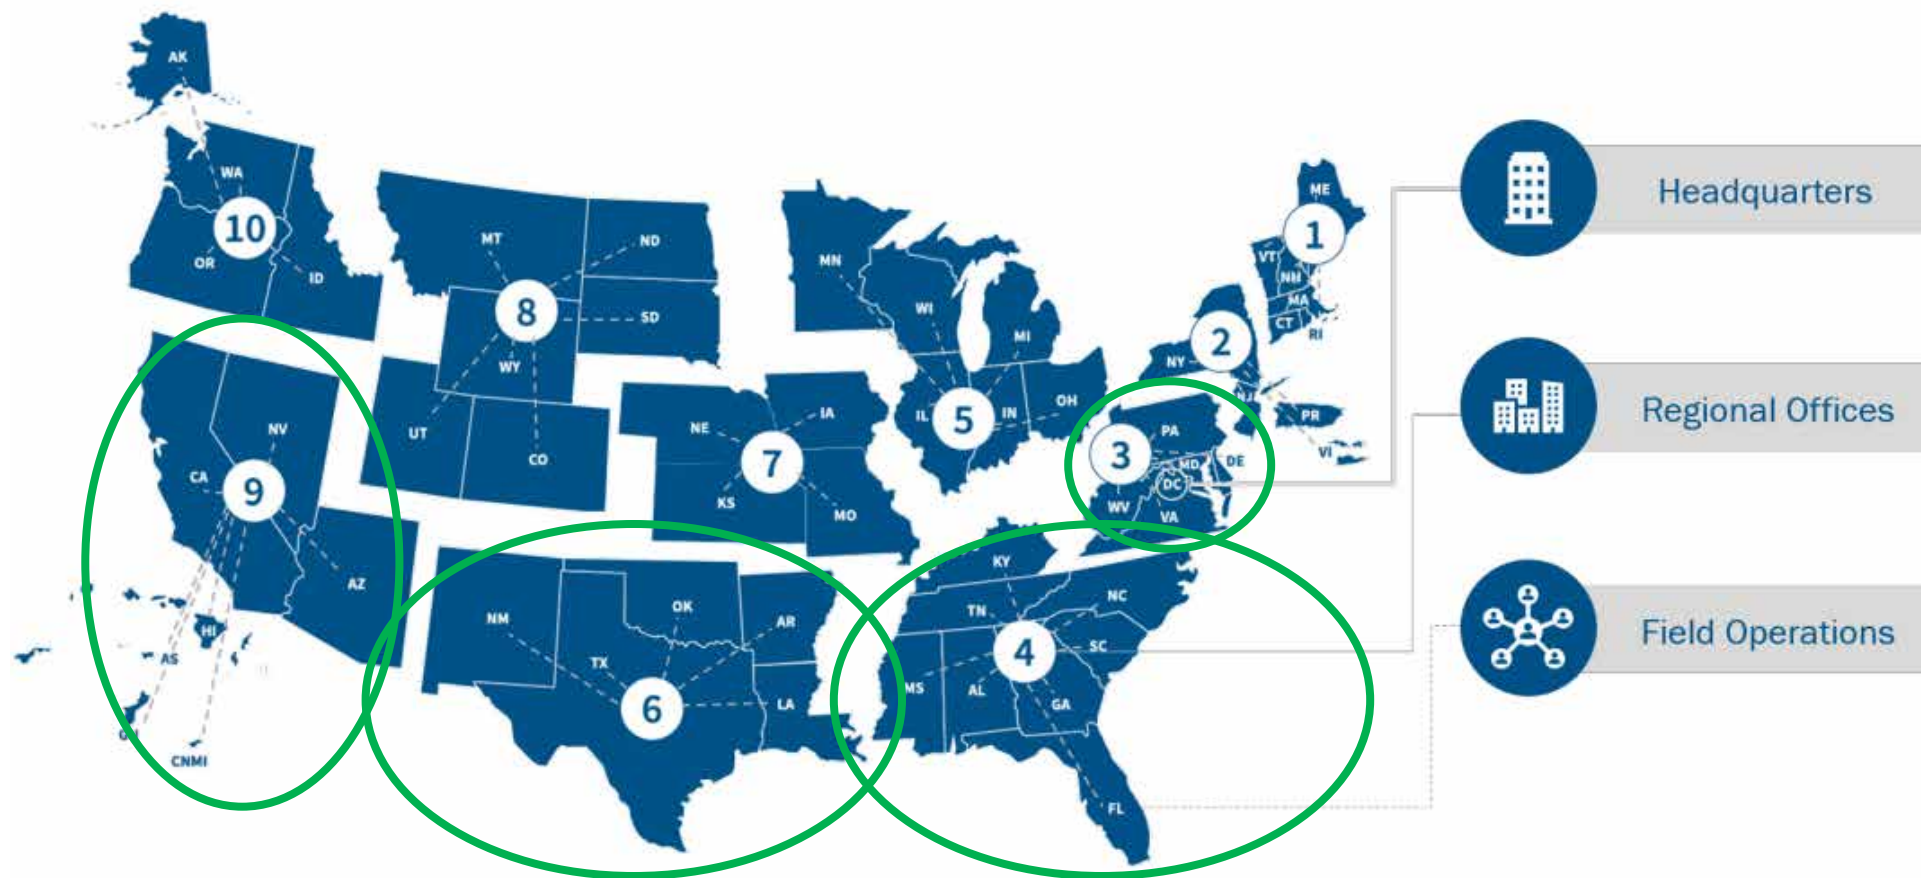 AK
WA
10
OR
ID
MT
ND
8
SD
WY
UT
CO
MN
WI
MI
5
IL
IN
OH
ME
1
VT
NH
MA
CT
RI
2
NY
NJ
PR
VI
3
PA
MD
DE
DC
WV
VA
NE
IA
7
KS
MO
NV
CA
9
AZ
HI
AS
GU
CNMI
NM
OK
AR
TX
6
LA
KY
TN
NC
4
SC
MS
AL
GA
FL
Headquarters
Regional Offices
Field Operations